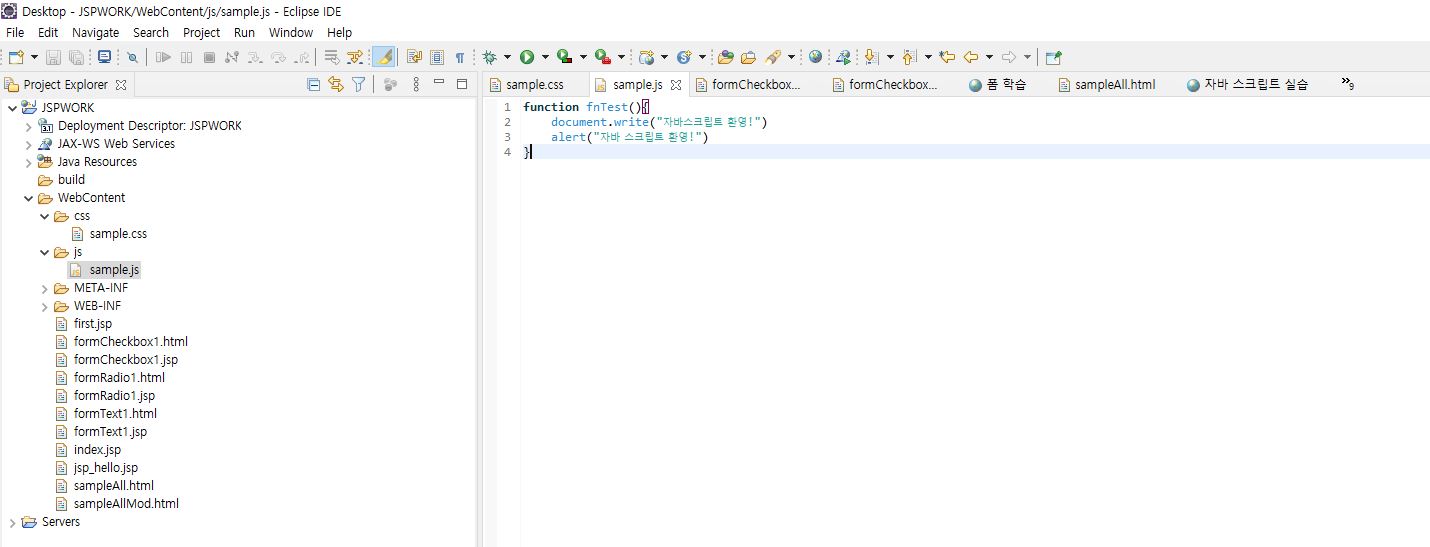 Desktop - JSPWORK/WebContent/js/sample.js - Eclipse IDE
File Edit Navigate Search Project Run Window Help
Project Explorer
sample.css sample.js formCheckbox... formCheckbox... 폼 학습 sampleAll.html 자바 스크립트 실습 »9
JSPWORK
Deployment Descriptor: JSPWORK
JAX-WS Web Services
Java Resources
build
WebContent
css
sample.css
js
sample.js
META-INF
WEB-INF
first.jsp
formCheckbox1.html
formCheckbox1.jsp
formRadio1.html
formRadio1.jsp
formText1.html
formText1.jsp
index.jsp
jsp_hello.jsp
sampleAll.html
sampleAllMod.html
Servers
1 function fnTest(){
2 document.write("자바스크립트 환영!")
3 alert("자바 스크립트 환영!")
4 }